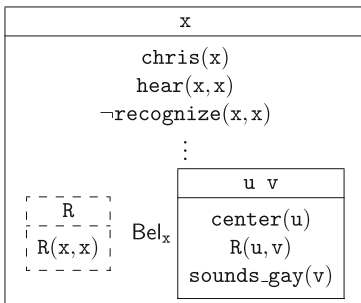 x
chris(x)
hear(x,x)
¬recognize(x,x)
⋮
R
R(x,x)
Bel_x
u v
center(u)
R(u,v)
sounds_gay(v)